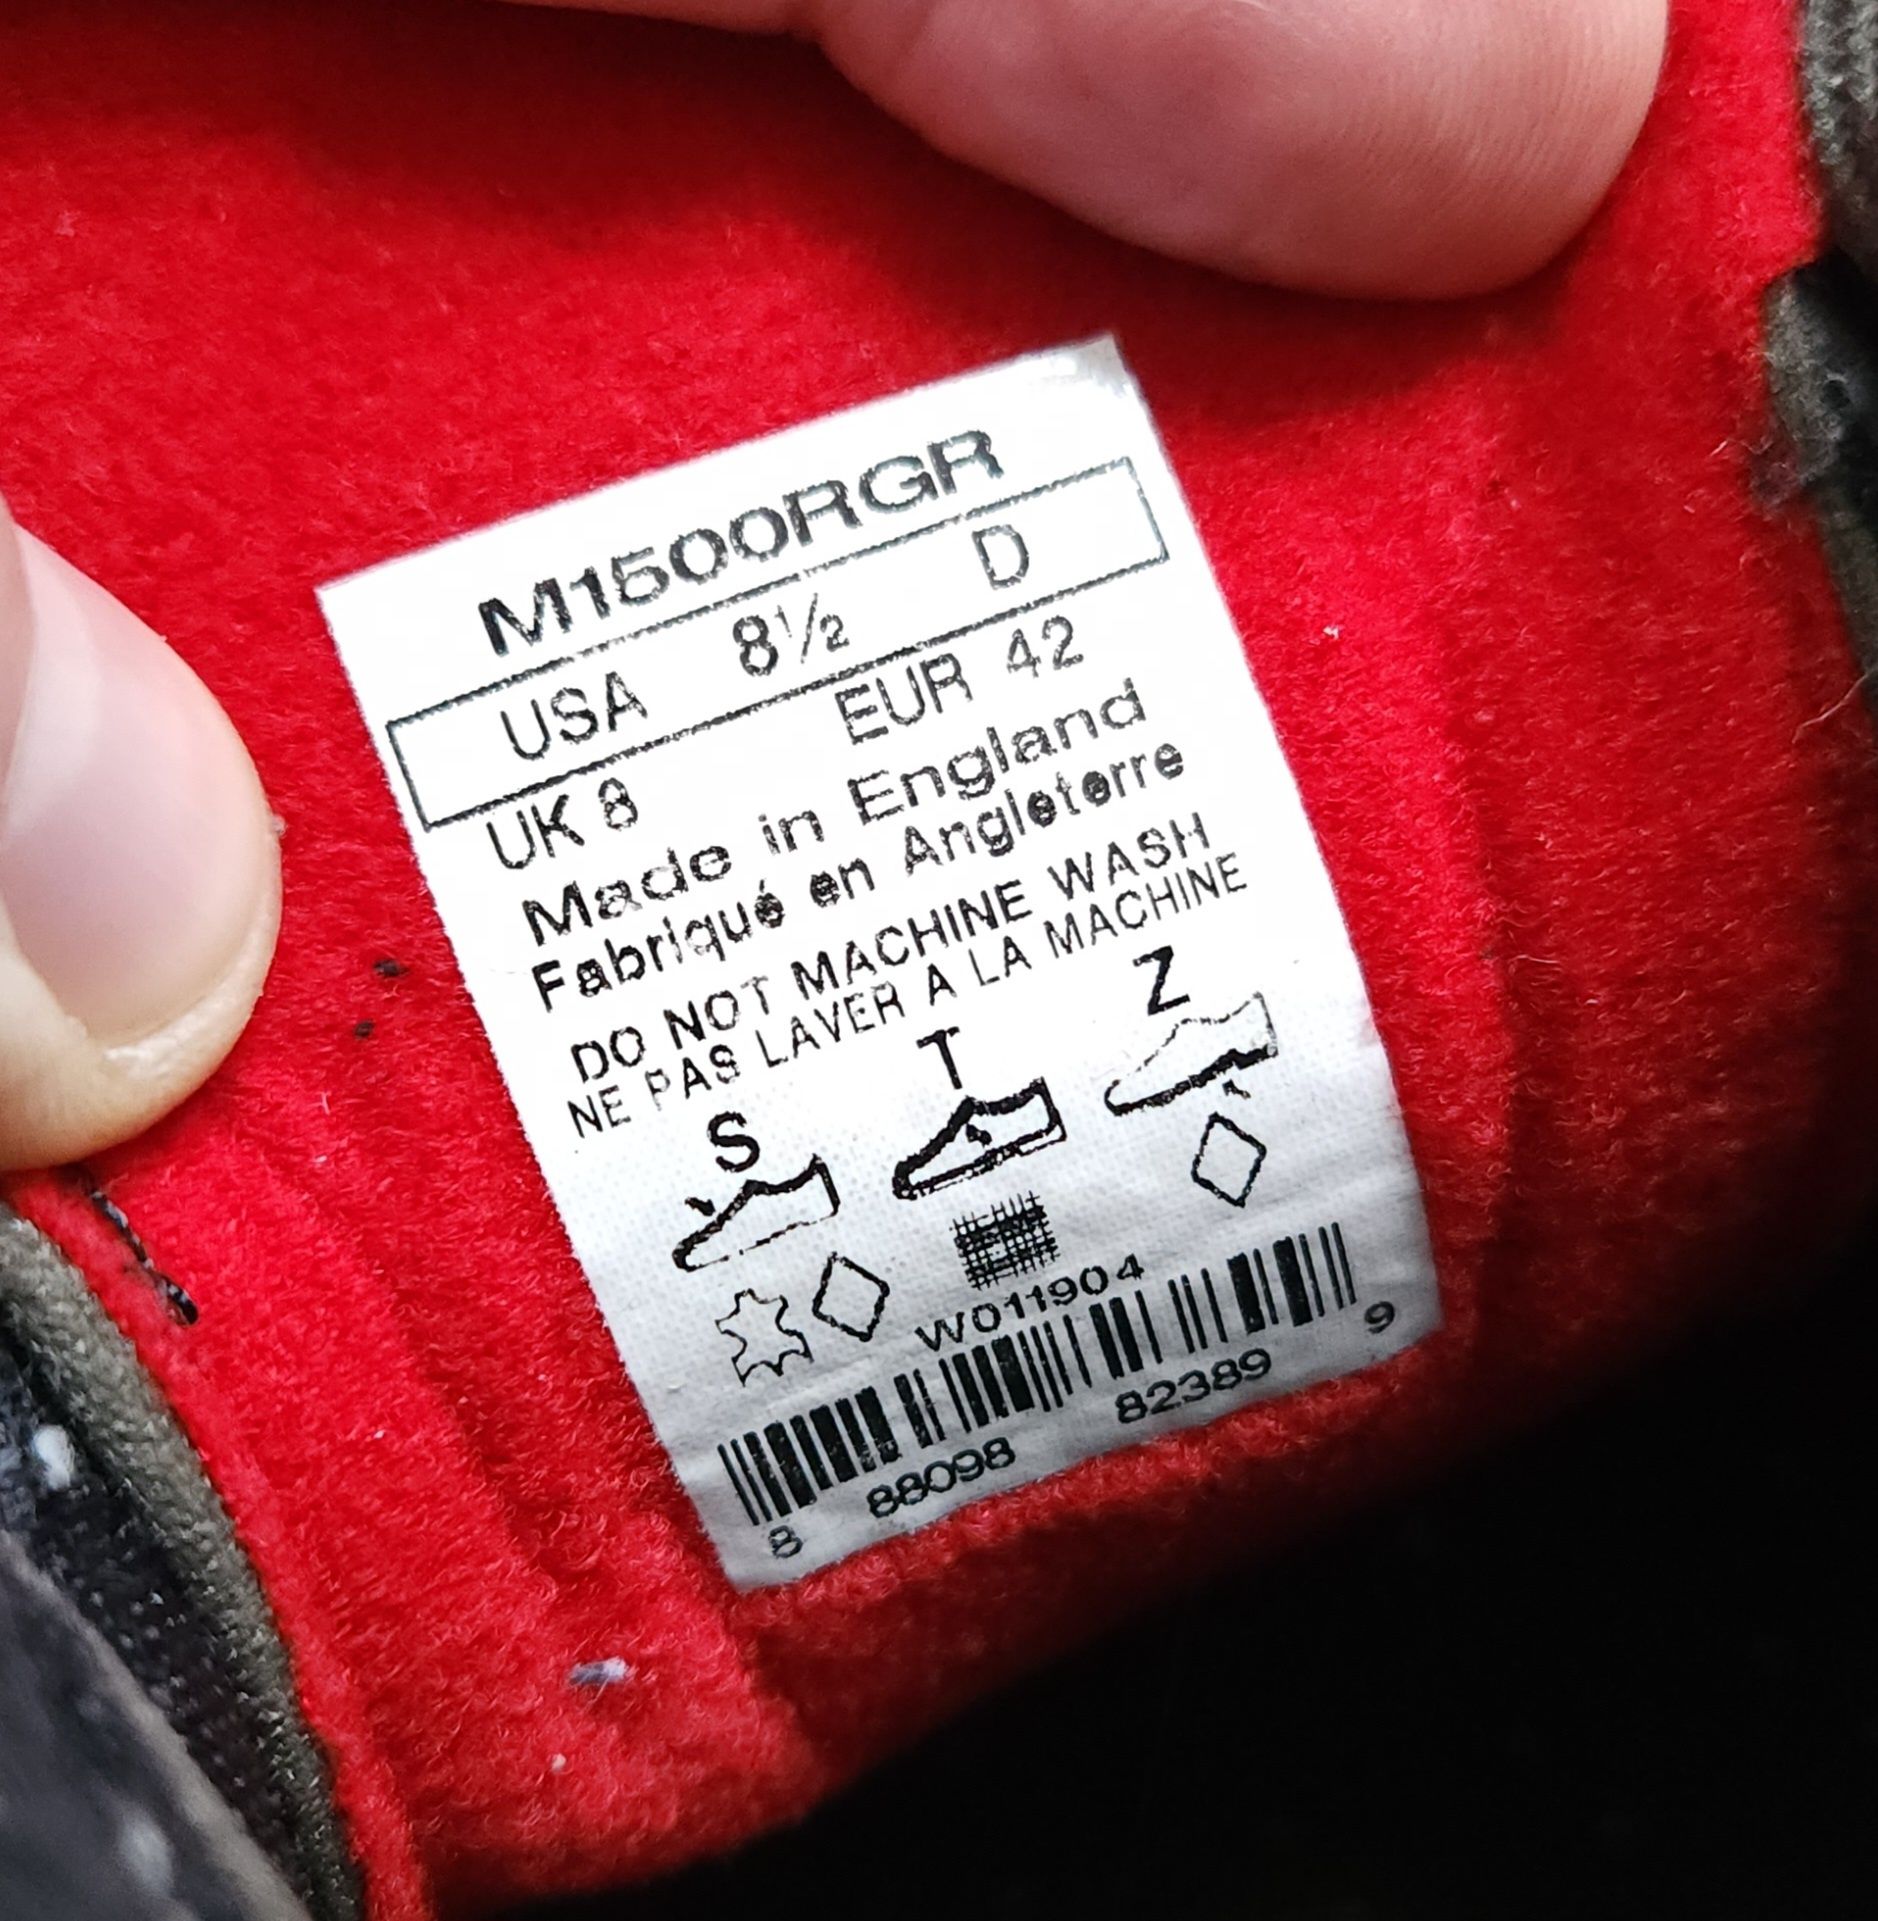 M1500RGR
USA 8½ D
UK 8 EUR 42
Made in England
Fabriqué en Angleterre
DO NOT MACHINE WASH
NE PAS LAVER A LA MACHINE
S T Z
W011904
8 88098 82389 9